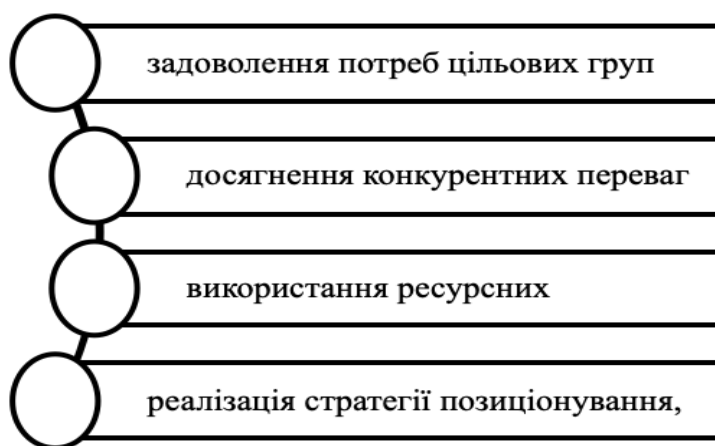 задоволення потреб цільових груп
досягнення конкурентних переваг
використання ресурсних
реалізація стратегії позиціонування,